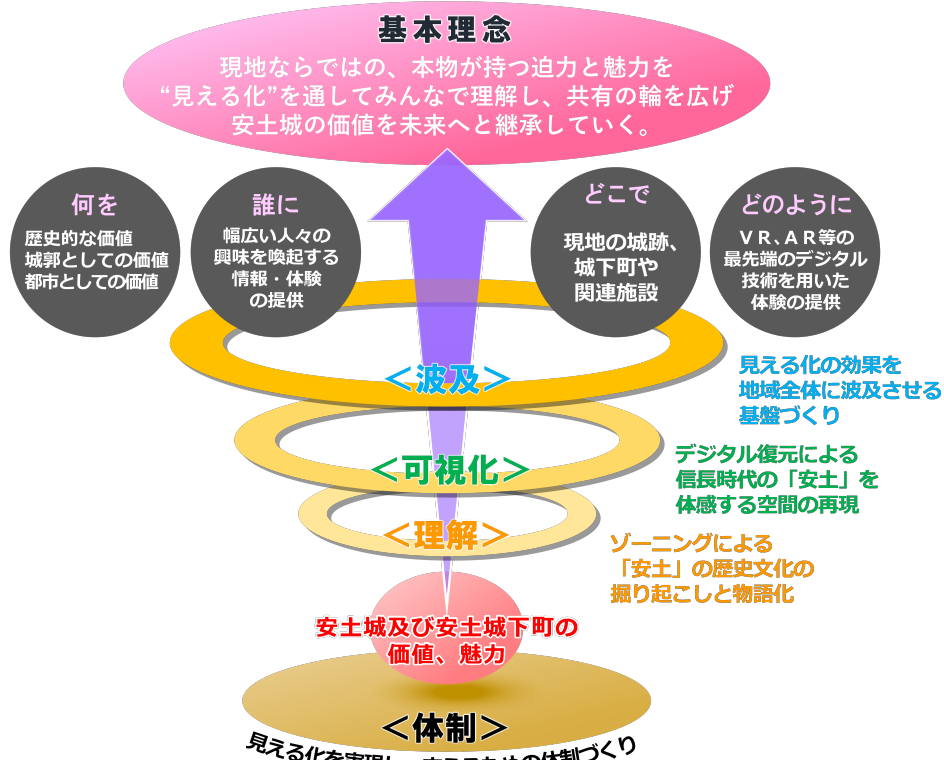 基本理念
現地ならではの、本物が持つ迫力と魅力を
“見える化”を通してみんなで理解し、共有の輪を広げ
安土城の価値を未来へと継承していく。
何を
歴史的な価値
城郭としての価値
都市としての価値
誰に
幅広い人々の
興味を喚起する
情報・体験
の提供
どこで
現地の城跡、
城下町や
関連施設
どのように
ＶＲ、ＡＲ等の
最先端のデジタル
技術を用いた
体験の提供
＜波及＞
見える化の効果を
地域全体に波及させる
基盤づくり
＜可視化＞
デジタル復元による
信長時代の「安土」を
体感する空間の再現
＜理解＞
ゾーニングによる
「安土」の歴史文化の
掘り起こしと物語化
安土城及び安土城下町の
価値、魅力
＜体制＞
見える化を実現し、支えるための体制づくり